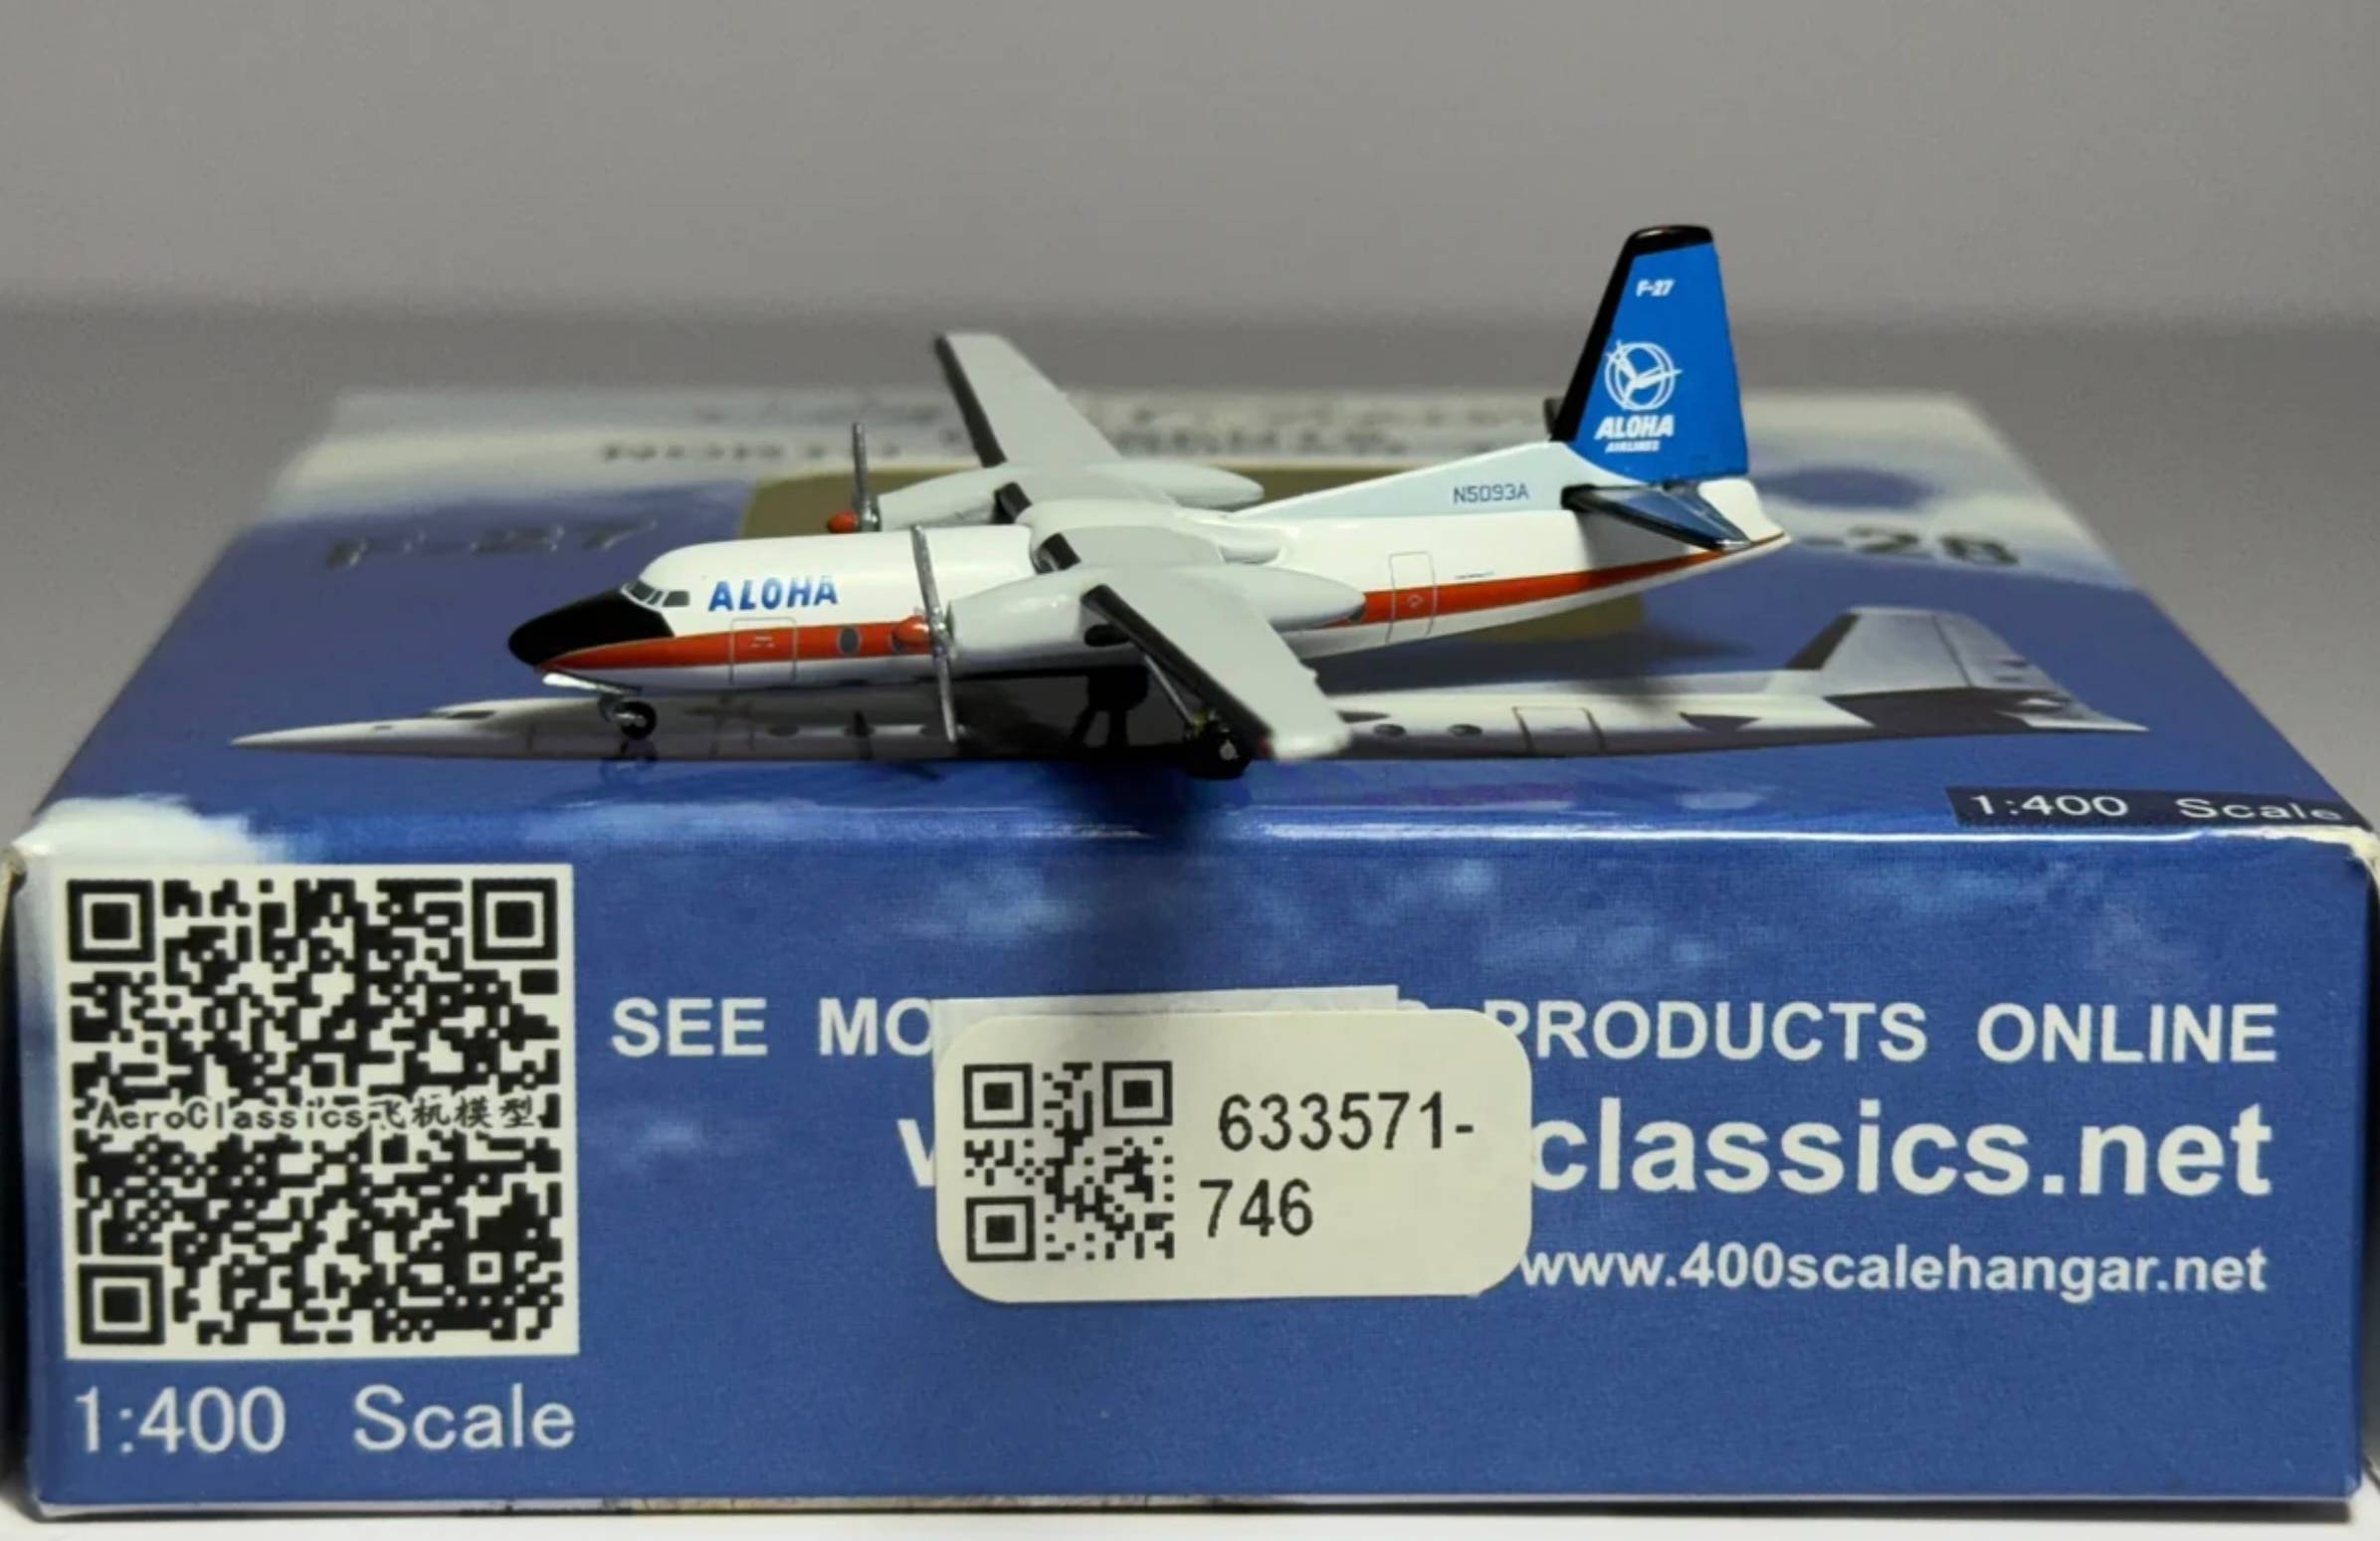 F-27
ALOHA
AIRLINES
N5093A
ALOHA
F-27
-28
1:400 Scale
AeroClassics飞机模型
SEE MO PRODUCTS ONLINE
633571-
746
classics.net
www.400scalehangar.net
1:400 Scale